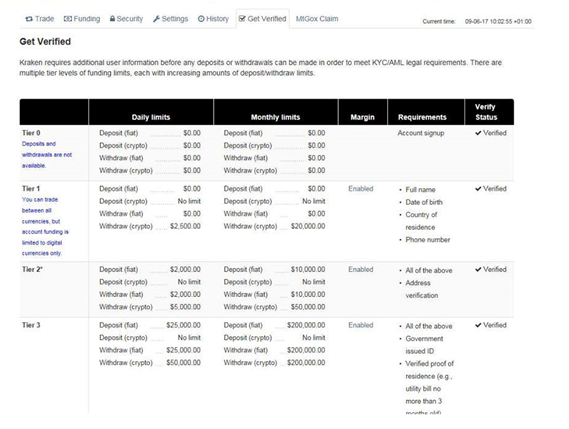 Trade Funding Security Settings History Get Verified MtGox Claim Current time: 09-06-17 10:02:55 +01:00
Get Verified
Kraken requires additional user information before any deposits or withdrawals can be made in order to meet KYC/AML legal requirements. There are
multiple tier levels of funding limits, each with increasing amounts of deposit/withdraw limits.
Daily limits Monthly limits Margin Requirements Verify
Status
Tier 0 Deposit (fiat) $0.00 Deposit (fiat) $0.00 Account signup Verified
Deposits and Deposit (crypto) $0.00 Deposit (crypto) $0.00
withdrawals are not Withdraw (fiat) $0.00 Withdraw (fiat) $0.00
available. Withdraw (crypto) $0.00 Withdraw (crypto) $0.00
Tier 1 Deposit (fiat) $0.00 Deposit (fiat) $0.00 Enabled • Full name Verified
You can trade Deposit (crypto) No limit Deposit (crypto) No limit • Date of birth
between all Withdraw (fiat) $0.00 Withdraw (fiat) $0.00 • Country of
currencies, but Withdraw (crypto) $2,500.00 Withdraw (crypto) $20,000.00 residence
account funding is • Phone number
limited to digital
currencies only.
Tier 2* Deposit (fiat) $2,000.00 Deposit (fiat) $10,000.00 Enabled • All of the above Verified
Deposit (crypto) No limit Deposit (crypto) No limit • Address
Withdraw (fiat) $2,000.00 Withdraw (fiat) $10,000.00 verification
Withdraw (crypto) $5,000.00 Withdraw (crypto) $50,000.00
Tier 3 Deposit (fiat) $25,000.00 Deposit (fiat) $200,000.00 Enabled • All of the above Verified
Deposit (crypto) No limit Deposit (crypto) No limit • Government
Withdraw (fiat) $25,000.00 Withdraw (fiat) $200,000.00 issued ID
Withdraw (crypto) $50,000.00 Withdraw (crypto) $200,000.00 • Verified proof of
residence (e.g.,
utility bill no
more than 3
months old)